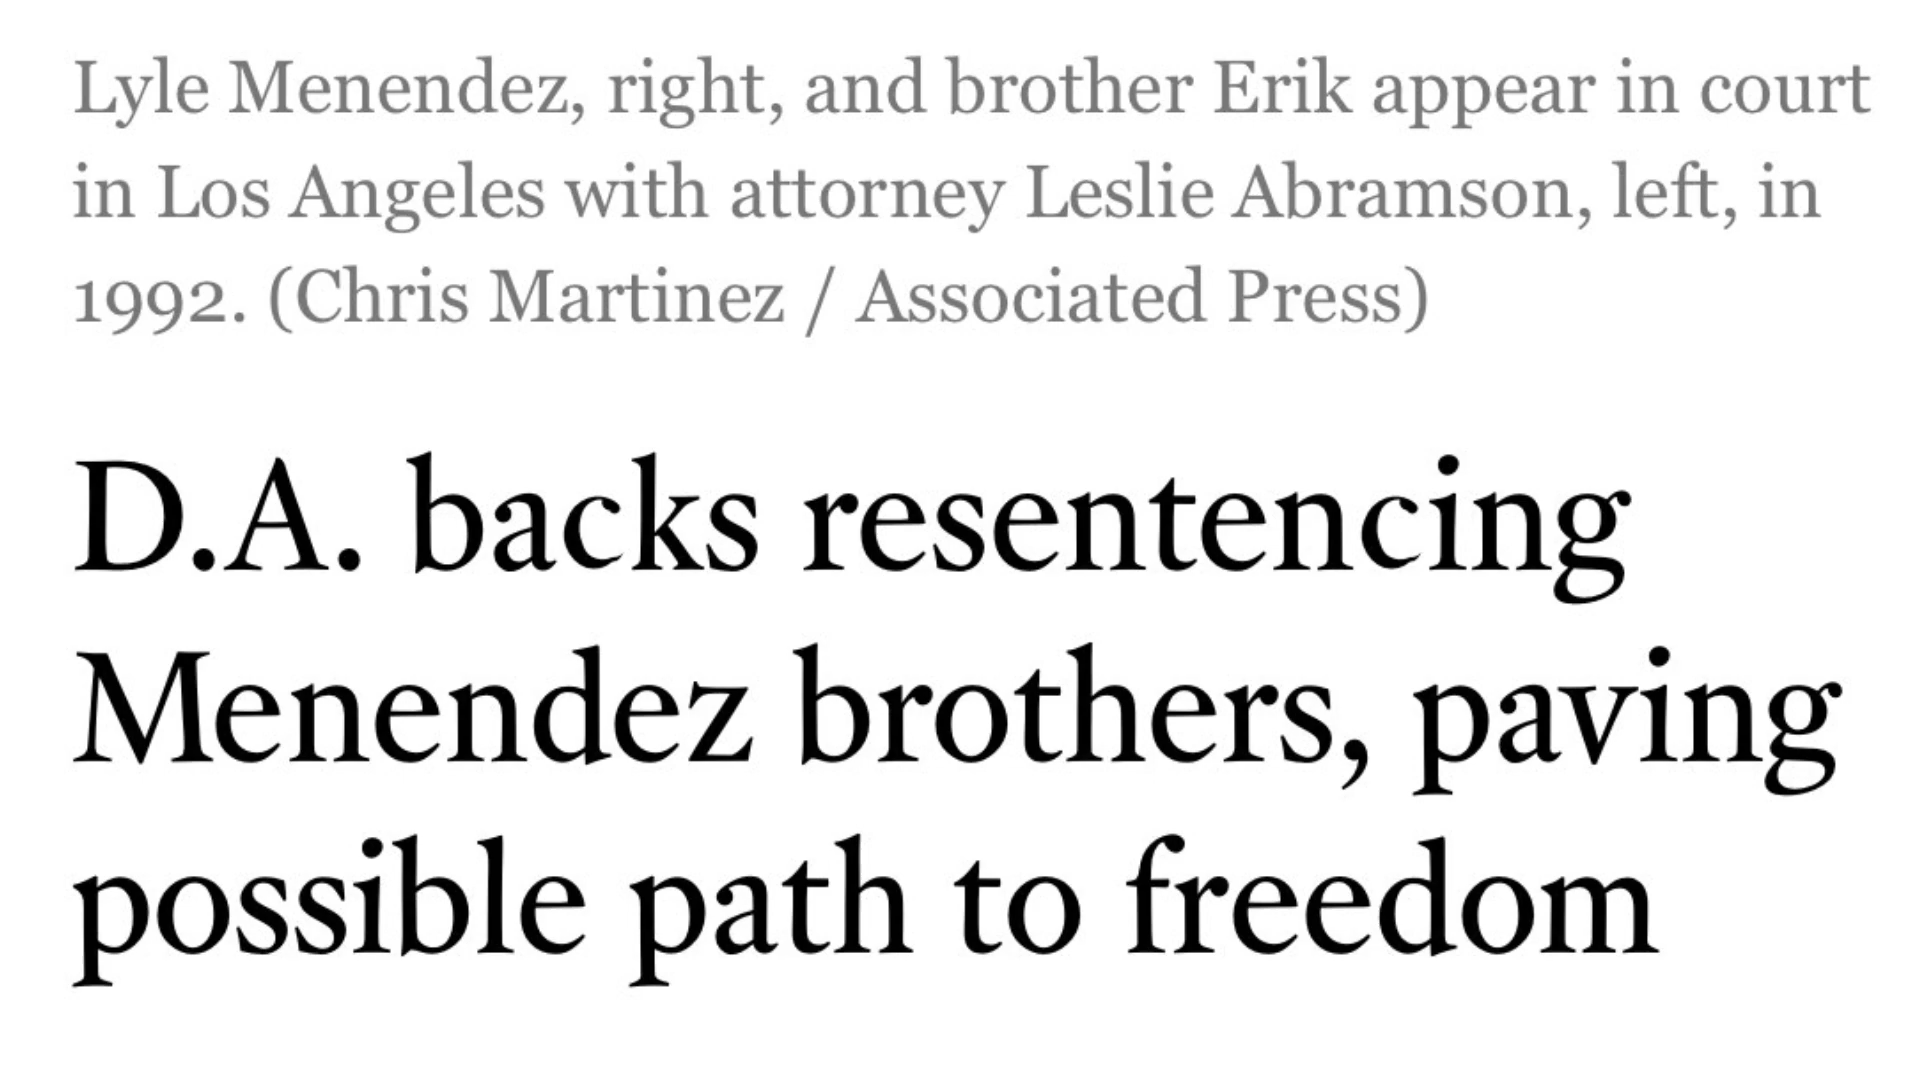 Lyle Menendez, right, and brother Erik appear in court
in Los Angeles with attorney Leslie Abramson, left, in
1992. (Chris Martinez / Associated Press)
D.A. backs resentencing
Menendez brothers, paving
possible path to freedom